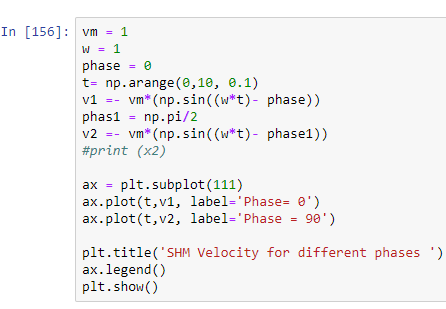 In [156]: vm = 1
w = 1
phase = 0
t= np.arange(0,10, 0.1)
v1 =- vm*(np.sin((w*t)- phase))
phas1 = np.pi/2
v2 =- vm*(np.sin((w*t)- phase1))
#print (x2)
ax = plt.subplot(111)
ax.plot(t,v1, label='Phase= 0')
ax.plot(t,v2, label='Phase = 90')
plt.title('SHM Velocity for different phases ')
ax.legend()
plt.show()